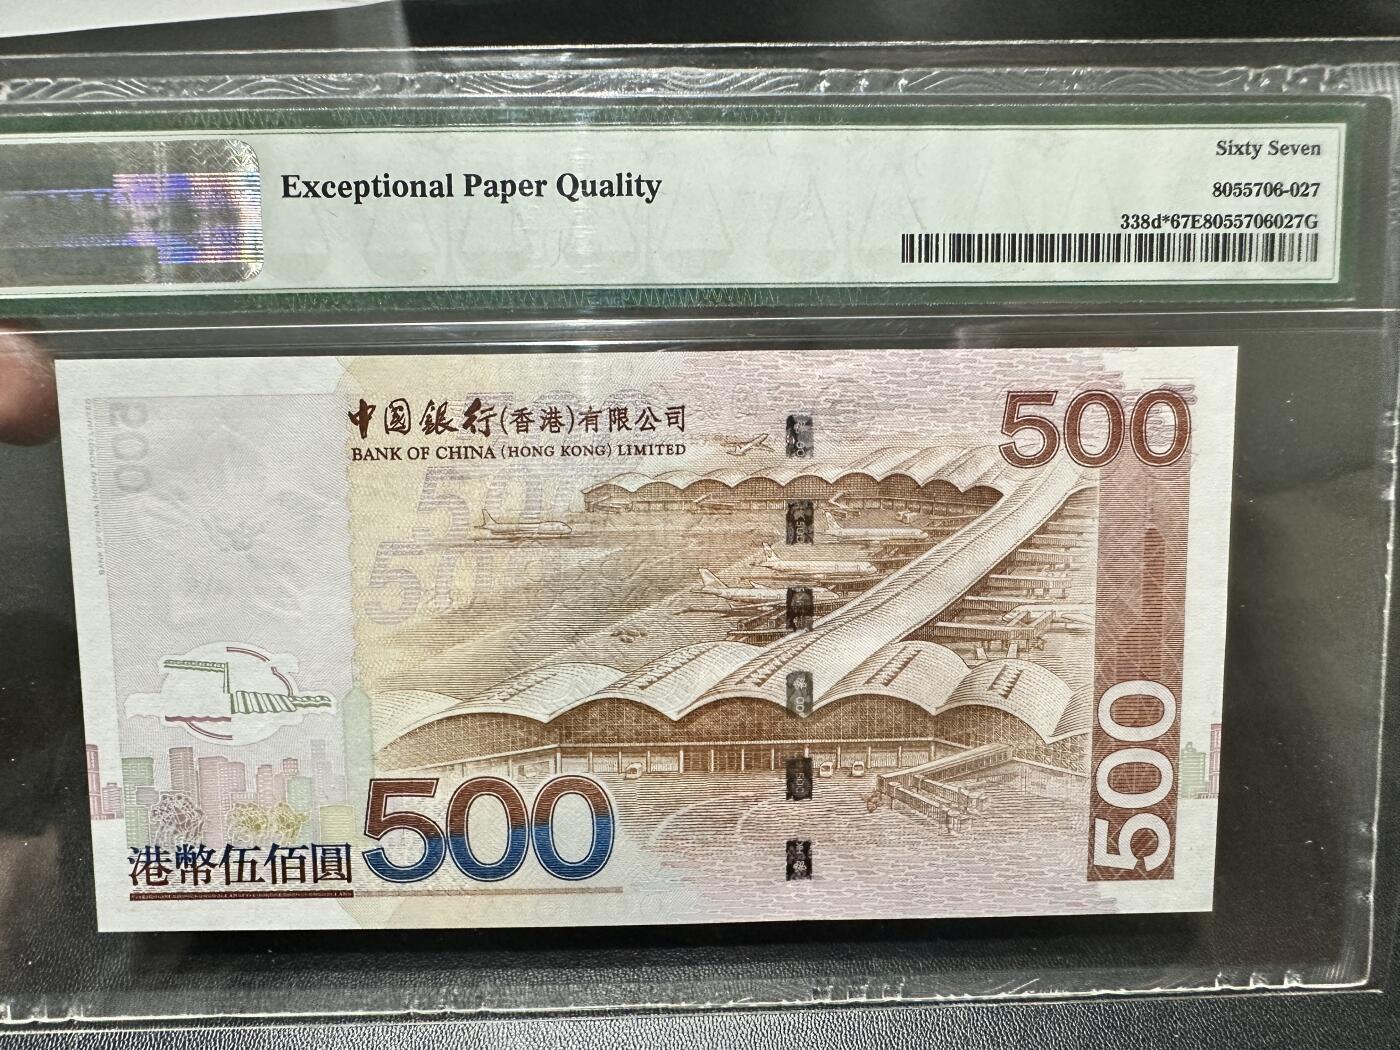 Exceptional Paper Quality
Sixty Seven
8055706-027
338d*67E8055706027G
中國銀行(香港)有限公司
BANK OF CHINA (HONG KONG) LIMITED
500
500
500
港幣伍佰圓
500